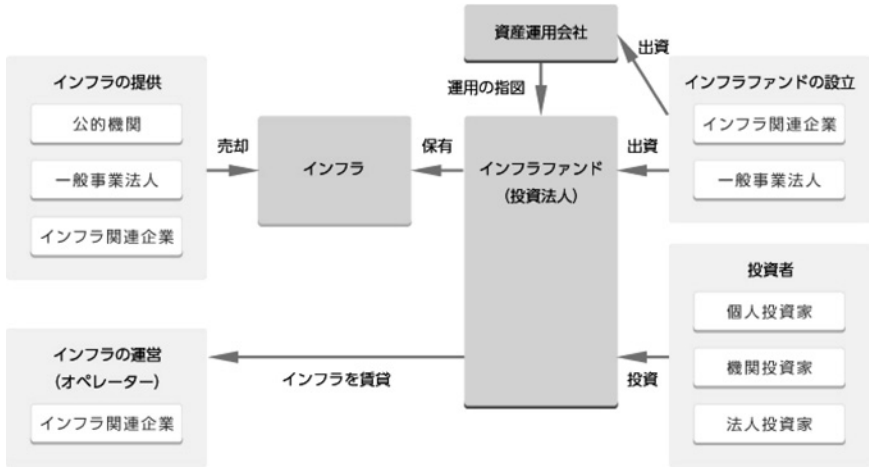 資産運用会社
出資
運用の指図
インフラの提供
公的機関
一般事業法人
インフラ関連企業
売却
インフラ
保有
インフラファンド
(投資法人)
出資
インフラファンドの設立
インフラ関連企業
一般事業法人
インフラの運営
(オペレーター)
インフラ関連企業
インフラを賃貸
投資
投資者
個人投資家
機関投資家
法人投資家